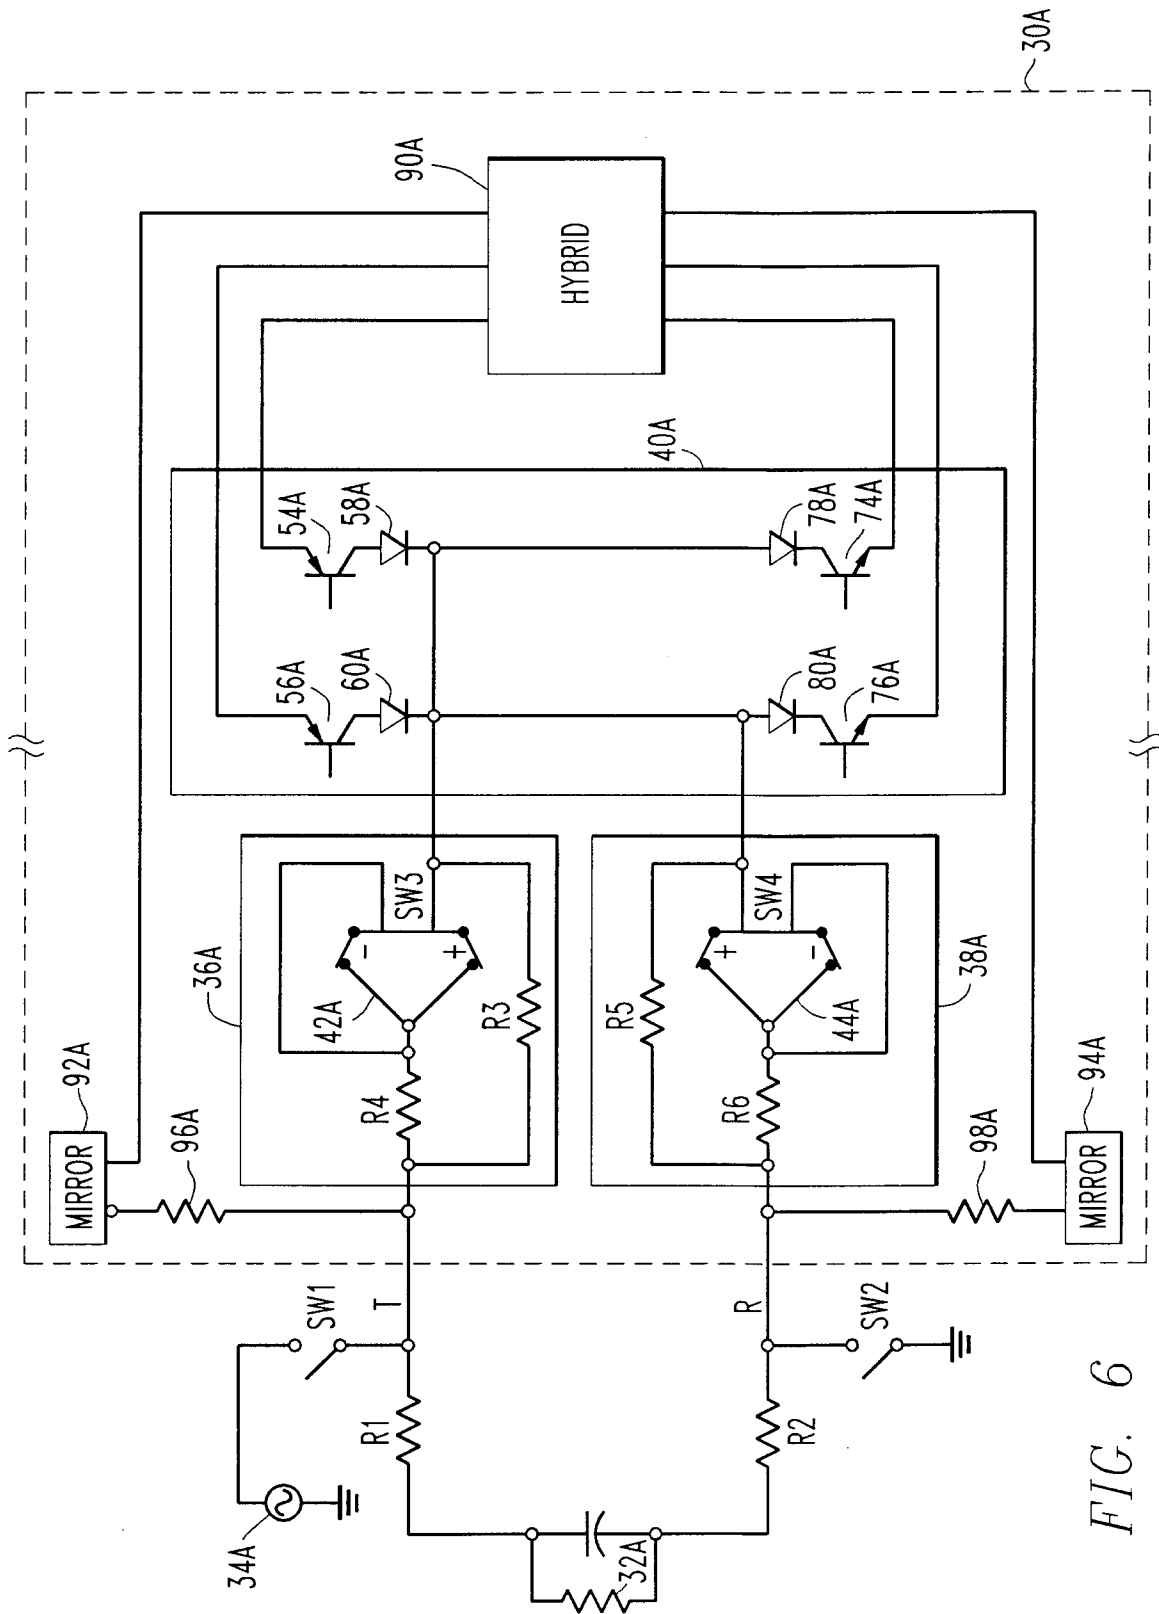 30A
92A
MIRROR
96A
36A
R4
42A
-
SW3
+
R3
56A
60A
54A
58A
90A
HYBRID
40A
34A
SW1
T
R1
32A
R2
R
SW2
R5
+
SW4
-
R6
44A
38A
80A
76A
78A
74A
98A
94A
MIRROR
FIG. 6